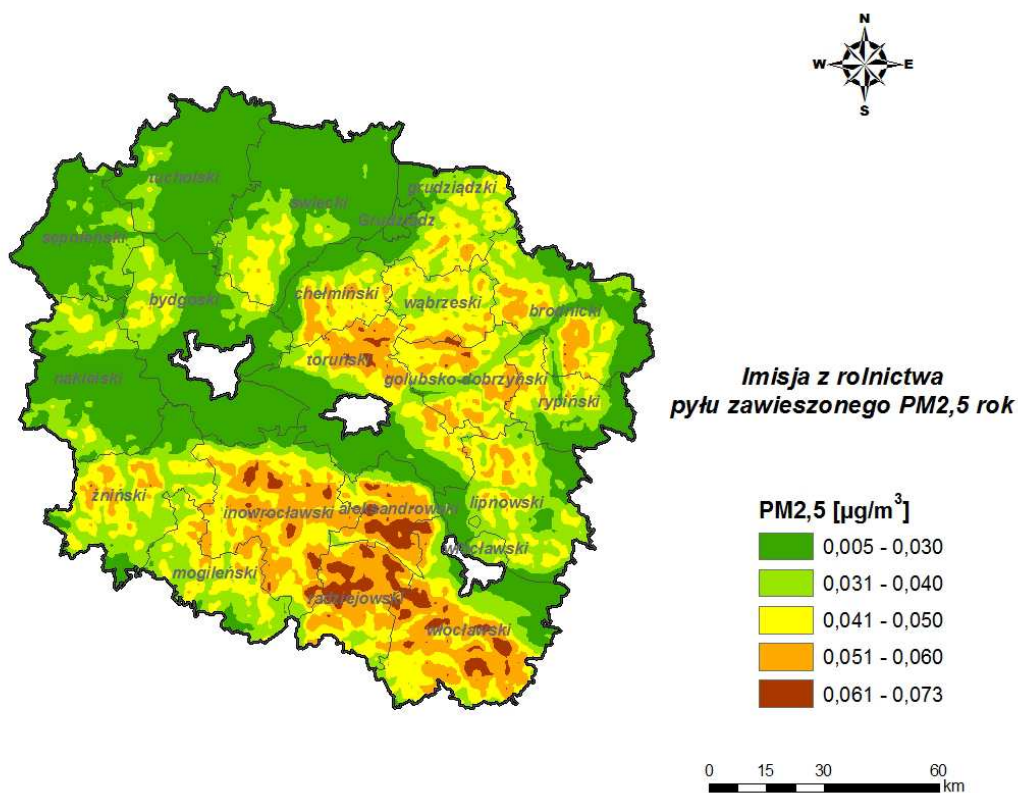 N
W E
S
tucholski
świecki
grudziądzki
Grudziądz
sępoleński
bydgoski
chełmiński
wąbrzeski
brodnicki
nakielski
toruński
golubsko-dobrzyński
rypiński
żniński
inowrocławski
aleksandrowski
lipnowski
włocławski
mogileński
radziejowski
włocławski
Imisja z rolnictwa
pyłu zawieszonego PM2,5 rok
PM2,5 [µg/m³]
0,005 - 0,030
0,031 - 0,040
0,041 - 0,050
0,051 - 0,060
0,061 - 0,073
0 15 30 60
km